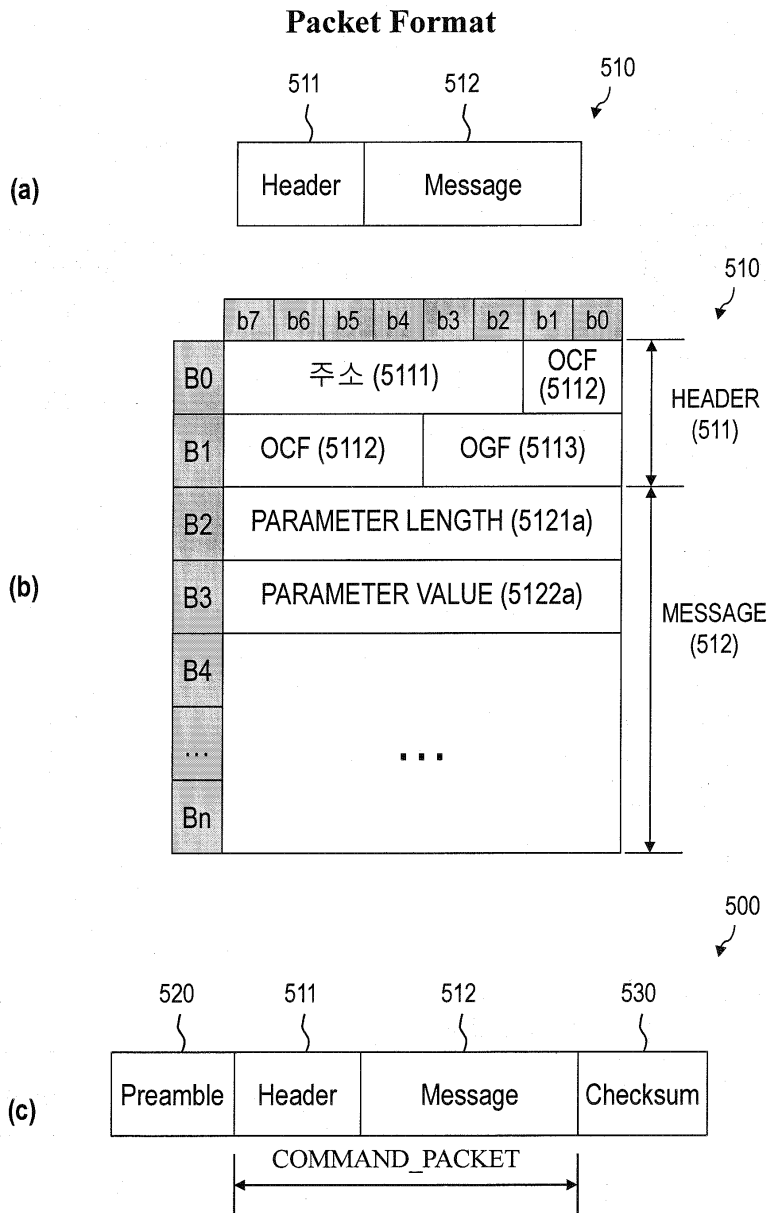 Packet Format
511 512 510
(a) Header Message
510
b7 b6 b5 b4 b3 b2 b1 b0
B0 주소 (5111) OCF (5112)
HEADER (511)
B1 OCF (5112) OGF (5113)
B2 PARAMETER LENGTH (5121a)
(b) B3 PARAMETER VALUE (5122a)
MESSAGE (512)
B4
... ...
Bn
500
520 511 512 530
(c) Preamble Header Message Checksum
COMMAND_PACKET